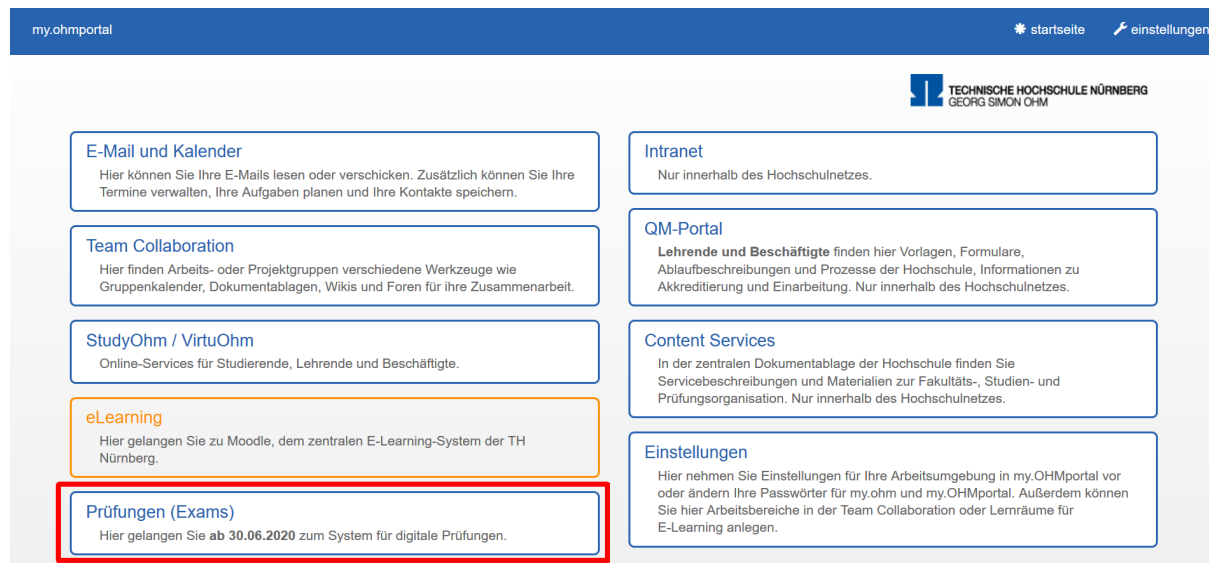 my.ohmportal
startseite
einstellungen
TECHNISCHE HOCHSCHULE NÜRNBERG
GEORG SIMON OHM
E-Mail und Kalender
Hier können Sie Ihre E-Mails lesen oder verschicken. Zusätzlich können Sie Ihre
Termine verwalten, Ihre Aufgaben planen und Ihre Kontakte speichern.
Team Collaboration
Hier finden Arbeits- oder Projektgruppen verschiedene Werkzeuge wie
Gruppenkalender, Dokumentablagen, Wikis und Foren für ihre Zusammenarbeit.
StudyOhm / VirtuOhm
Online-Services für Studierende, Lehrende und Beschäftigte.
eLearning
Hier gelangen Sie zu Moodle, dem zentralen E-Learning-System der TH
Nürnberg.
Prüfungen (Exams)
Hier gelangen Sie ab 30.06.2020 zum System für digitale Prüfungen.
Intranet
Nur innerhalb des Hochschulnetzes.
QM-Portal
Lehrende und Beschäftigte finden hier Vorlagen, Formulare,
Ablaufbeschreibungen und Prozesse der Hochschule, Informationen zu
Akkreditierung und Einarbeitung. Nur innerhalb des Hochschulnetzes.
Content Services
In der zentralen Dokumentablage der Hochschule finden Sie
Servicebeschreibungen und Materialien zur Fakultäts-, Studien- und
Prüfungsorganisation. Nur innerhalb des Hochschulnetzes.
Einstellungen
Hier nehmen Sie Einstellungen für Ihre Arbeitsumgebung in my.OHMportal vor
oder ändern Ihre Passwörter für my.ohm und my.OHMportal. Außerdem können
Sie hier Arbeitsbereiche in der Team Collaboration oder Lernräume für
E-Learning anlegen.